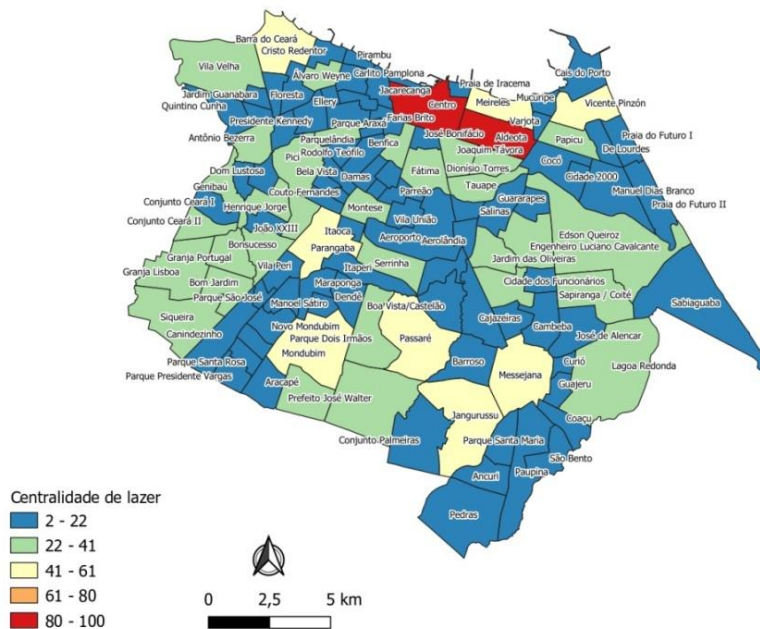 Barra do Ceará
Cristo Redentor
Pirambu
Vila Velha
Álvaro Weyne
Carlito Pamplona
Praia de Iracema
Cais do Porto
Jardim Guanabara
Floresta
Jacarecanga
Quintino Cunha
Ellery
Centro
Meireles
Mucuripe
Vicente Pinzón
Presidente Kennedy
Parque Araxá
Farias Brito
Varjota
Antônio Bezerra
Parquelândia
Benfica
José Bonifácio
Aldeota
Papicu
Praia do Futuro I
Pici
Rodolfo Teófilo
Joaquim Távora
De Lourdes
Dom Lustosa
Bela Vista
Damas
Fátima
Dionísio Torres
Cocó
Cidade 2000
Genibaú
Couto Fernandes
Parreão
Tauape
Guararapes
Manuel Dias Branco
Conjunto Ceará I
Henrique Jorge
Montese
Salinas
Praia do Futuro II
Conjunto Ceará II
João XXIII
Itaoca
Vila União
Bonsucesso
Parangaba
Aeroporto
Aerolândia
Edson Queiroz
Engenheiro Luciano Cavalcante
Granja Portugal
Granja Lisboa
Vila Peri
Itaperi
Serrinha
Jardim das Oliveiras
Bom Jardim
Maraponga
Cidade dos Funcionários
Parque São José
Manoel Sátiro
Dendê
Boa Vista/Castelão
Sapiranga / Coité
Sabiaguaba
Siqueira
Canindezinho
Novo Mondubim
Cajazeiras
Cambeba
José de Alencar
Parque Dois Irmãos
Passaré
Mondubim
Parque Santa Rosa
Barroso
Messejana
Curió
Lagoa Redonda
Parque Presidente Vargas
Aracapé
Guajeru
Prefeito José Walter
Jangurussu
Coaçu
Conjunto Palmeiras
Parque Santa Maria
São Bento
Ancuri
Paupina
Pedras
Centralidade de lazer
2 - 22
22 - 41
41 - 61
61 - 80
80 - 100
0 2,5 5 km